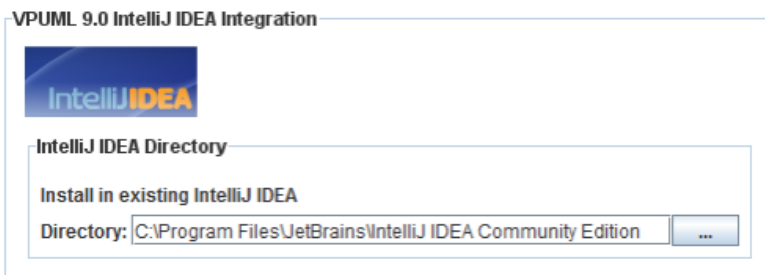 VPUML 9.0 IntelliJ IDEA Integration
IntelliJIDEA
IntelliJ IDEA Directory
Install in existing IntelliJ IDEA
Directory: C:\Program Files\JetBrains\IntelliJ IDEA Community Edition ...